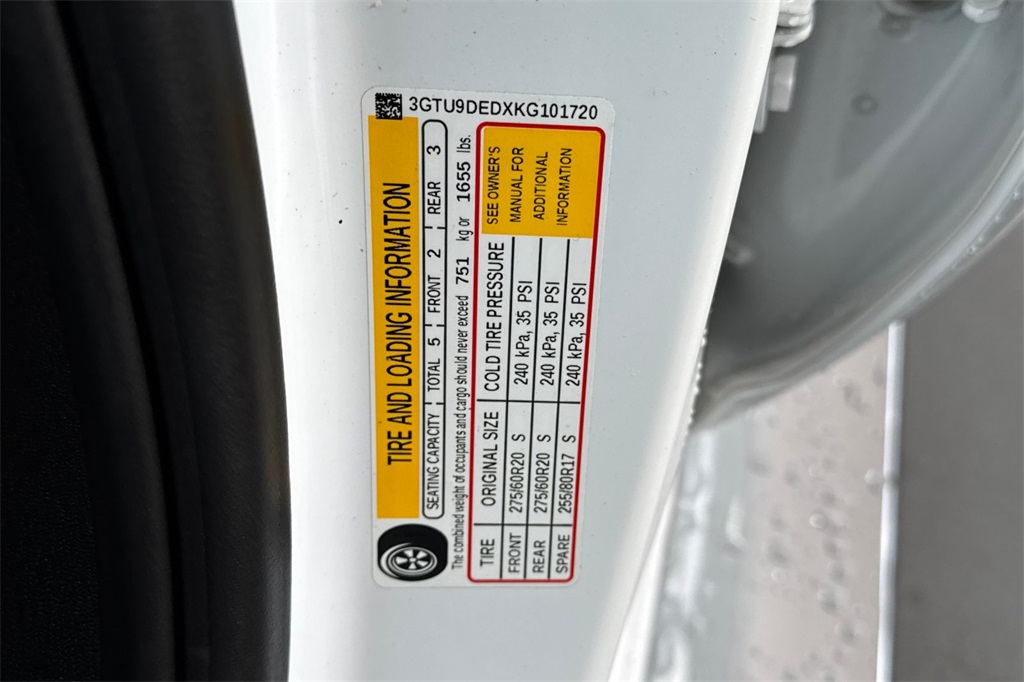 3GTU9DEDXKG101720
TIRE AND LOADING INFORMATION
SEATING CAPACITY TOTAL 5 FRONT 2 REAR 3
The combined weight of occupants and cargo should never exceed 751 kg or 1655 lbs.
TIRE ORIGINAL SIZE COLD TIRE PRESSURE
FRONT 275/60R20 S 240 kPa, 35 PSI
REAR 275/60R20 S 240 kPa, 35 PSI
SPARE 255/80R17 S 240 kPa, 35 PSI
SEE OWNER'S
MANUAL FOR
ADDITIONAL
INFORMATION